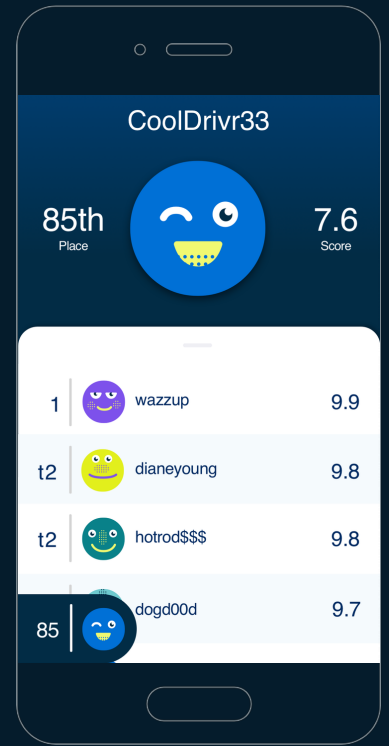 CoolDrivr33
85th
Place
7.6
Score
1 wazzup 9.9
t2 dianeyoung 9.8
t2 hotrod$$$ 9.8
dogd00d 9.7
85